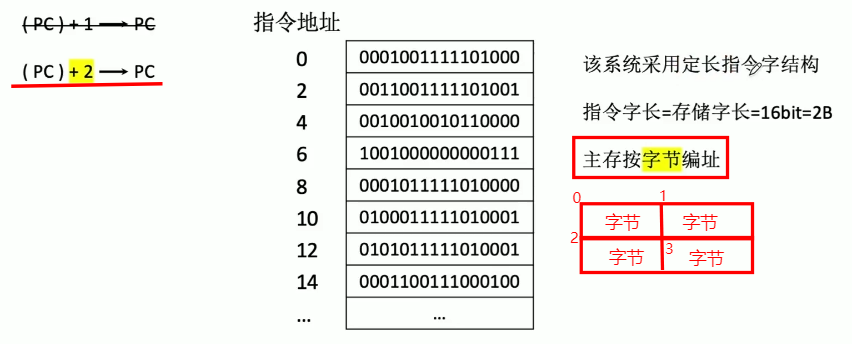 (PC)+1 → PC
(PC)+2 → PC
指令地址
0 0001001111101000
2 0011001111101001
4 0010010010110000
6 1001000000000111
8 0001011111010000
10 0100011111010001
12 0101011111010001
14 0001100111000100
... ...
该系统采用定长指令字结构
指令字长=存储字长=16bit=2B
主存按字节编址
0 1
字节 字节
2 3
字节 字节